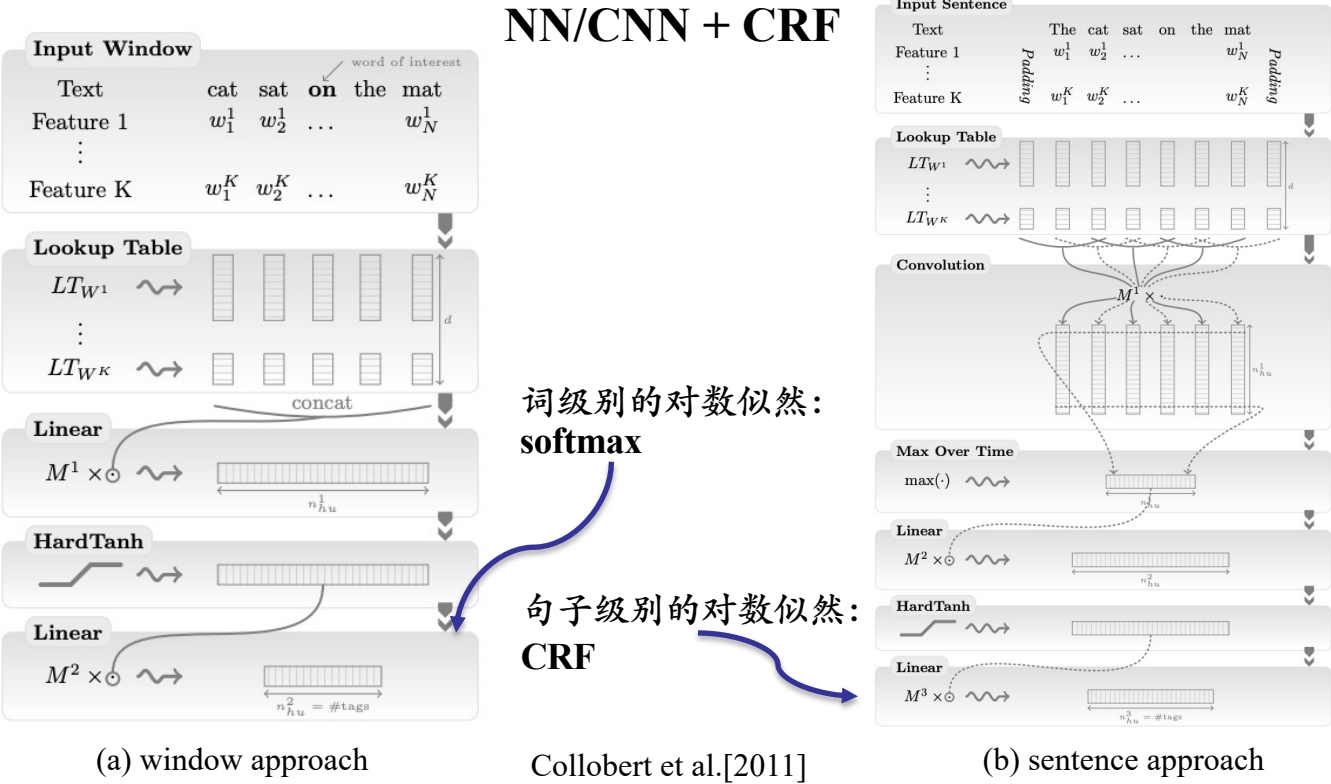 NN/CNN + CRF
Input Window
word of interest
Text cat sat on the mat
Feature 1 w_1^1 w_2^1 ... w_N^1
⋮
Feature K w_1^K w_2^K ... w_N^K
Lookup Table
LT_{W^1}
⋮
LT_{W^K}
d
concat
Linear
M^1 × ⊙
n_{hu}^1
HardTanh
Linear
M^2 × ⊙
n_{hu}^2 = #tags
(a) window approach
词级别的对数似然：
softmax
句子级别的对数似然：
CRF
Collobert et al.[2011]
Input Sentence
Text The cat sat on the mat
Feature 1 w_1^1 w_2^1 ... w_N^1
⋮
Feature K w_1^K w_2^K ... w_N^K
Padding
Padding
Lookup Table
LT_{W^1}
⋮
LT_{W^K}
d
Convolution
M^1 × ·
n_{hu}^1
Max Over Time
max(·)
n_{hu}^1
Linear
M^2 × ⊙
n_{hu}^2
HardTanh
Linear
M^3 × ⊙
n_{hu}^3 = #tags
(b) sentence approach